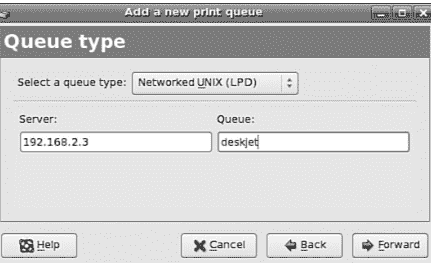 Add a new print queue
Queue type
Select a queue type: Networked UNIX (LPD)
Server: Queue:
192.168.2.3 deskjet
Help Cancel Back Forward